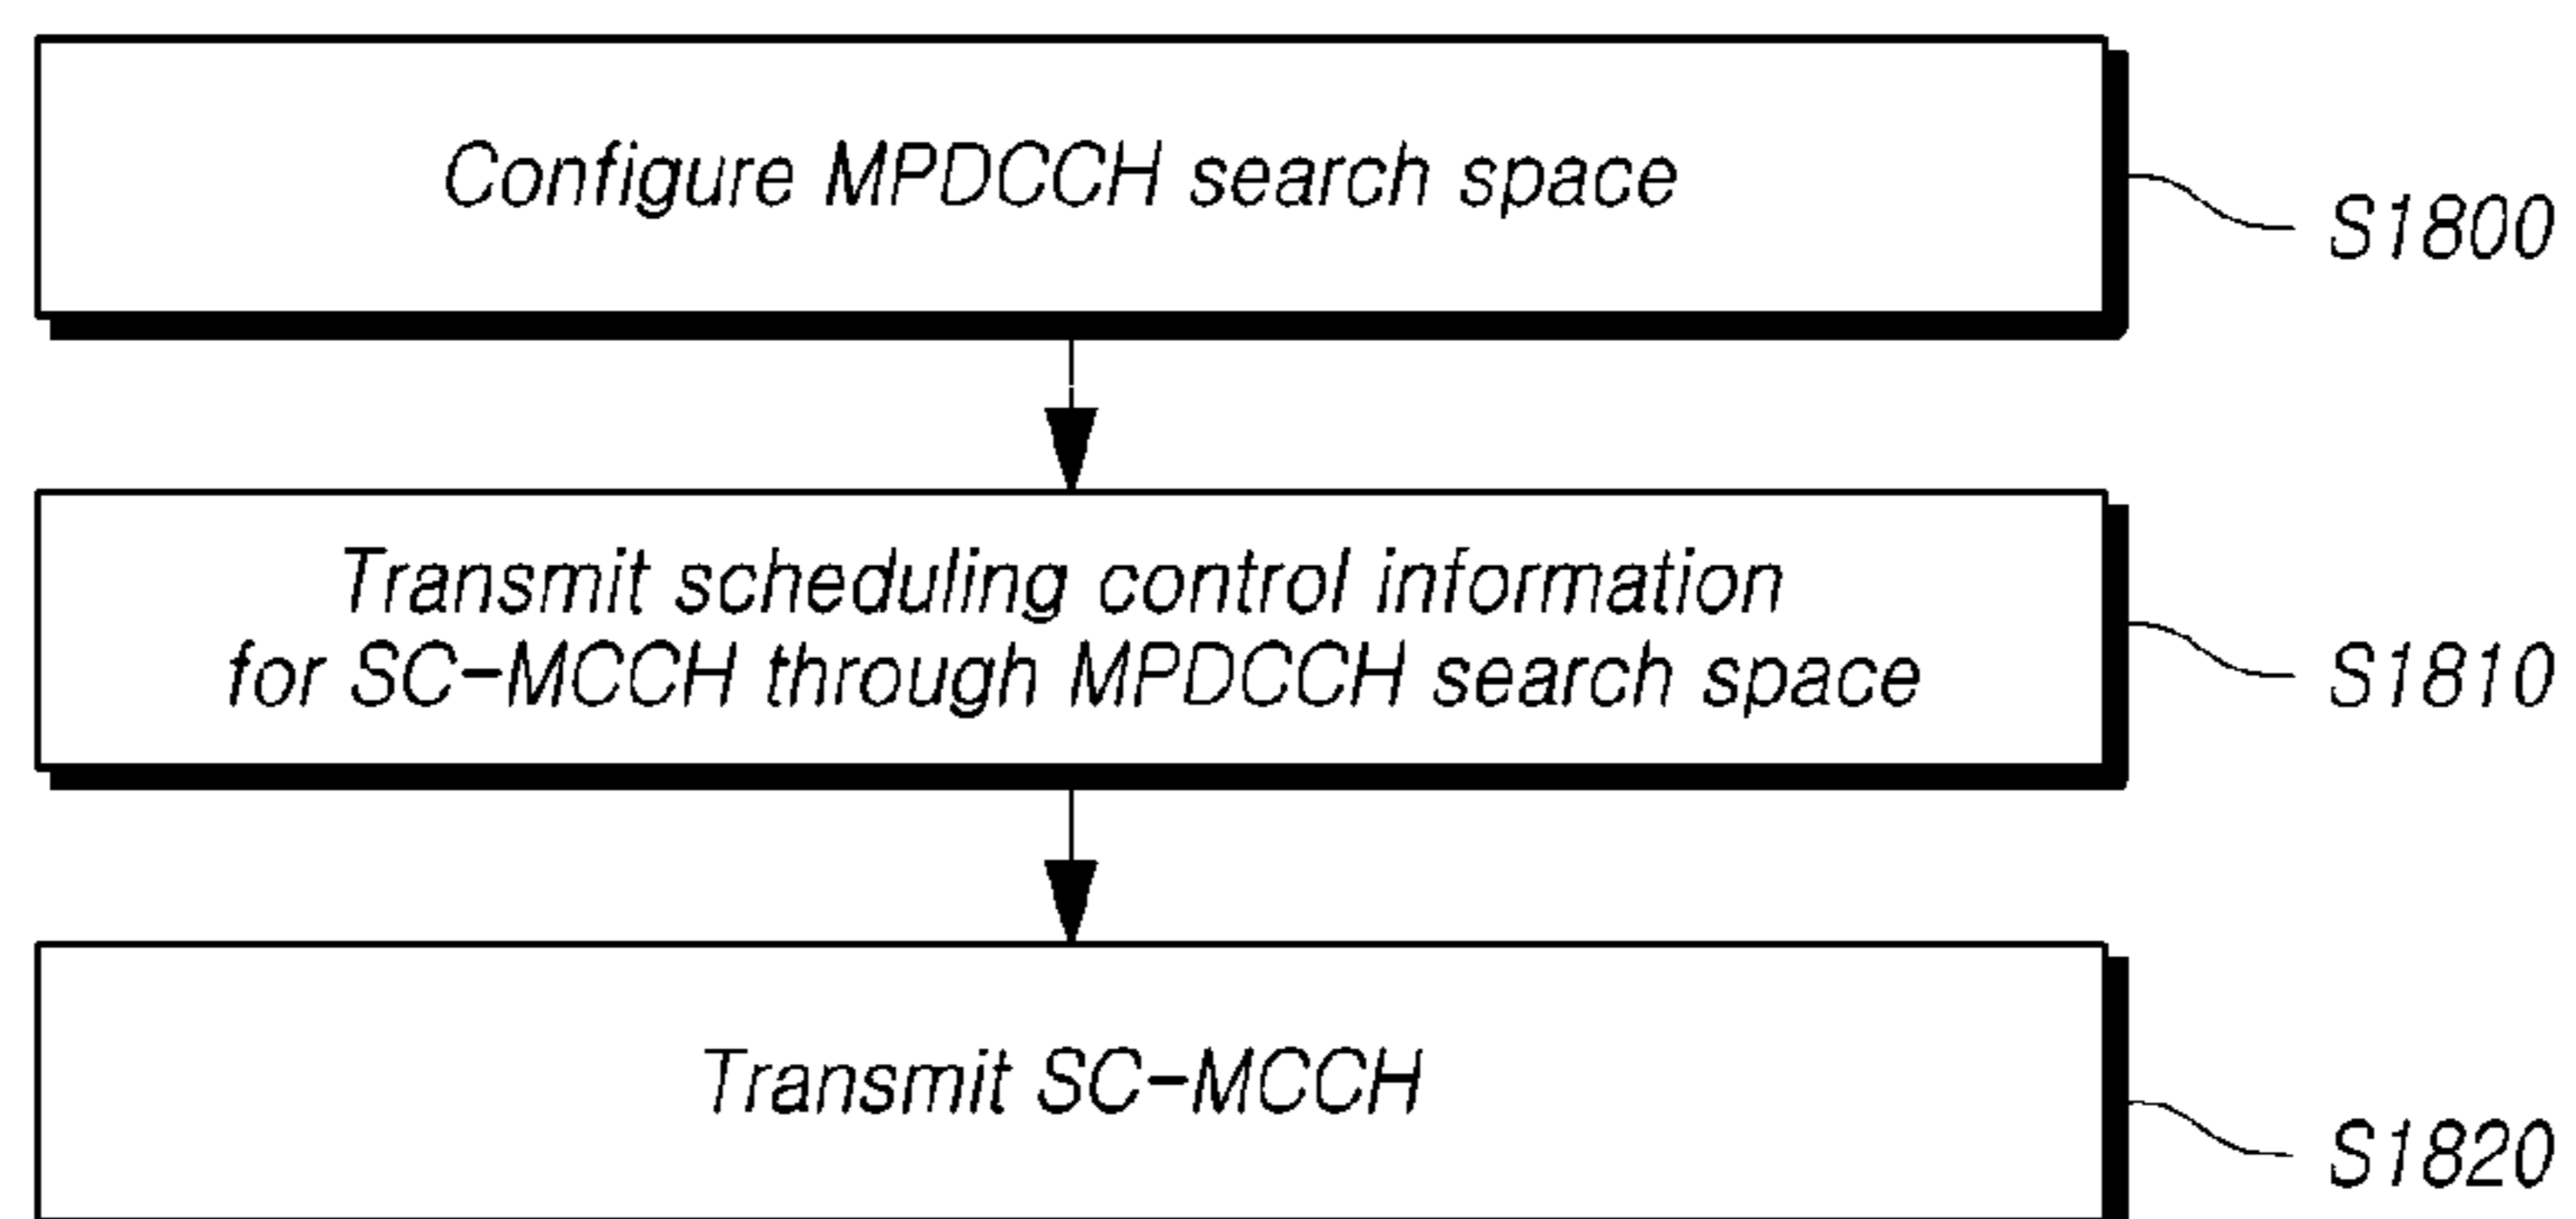 Configure MPDCCH search space
S1800
Transmit scheduling control information
for SC-MCCH through MPDCCH search space
S1810
Transmit SC-MCCH
S1820